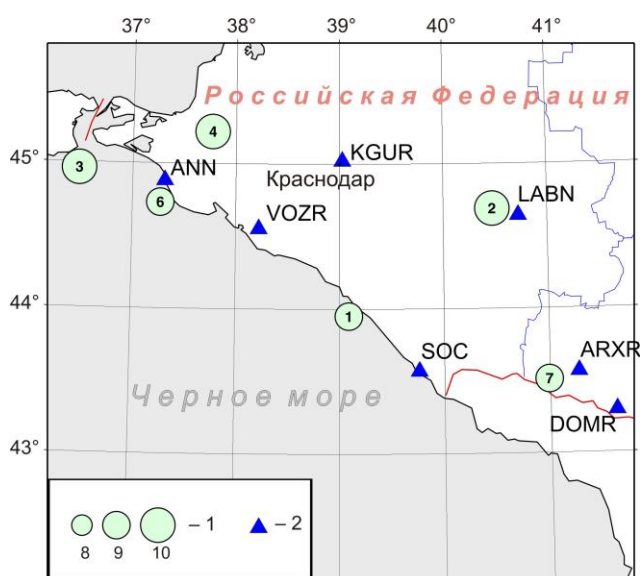 37° 38° 39° 40° 41°
Российская Федерация
4
45°
3
ANN
KGUR
Краснодар
LABN
2
6
VOZR
44°
1
SOC
ARXR
7
Черное море
DOMR
43°
– 1
– 2
8 9 10